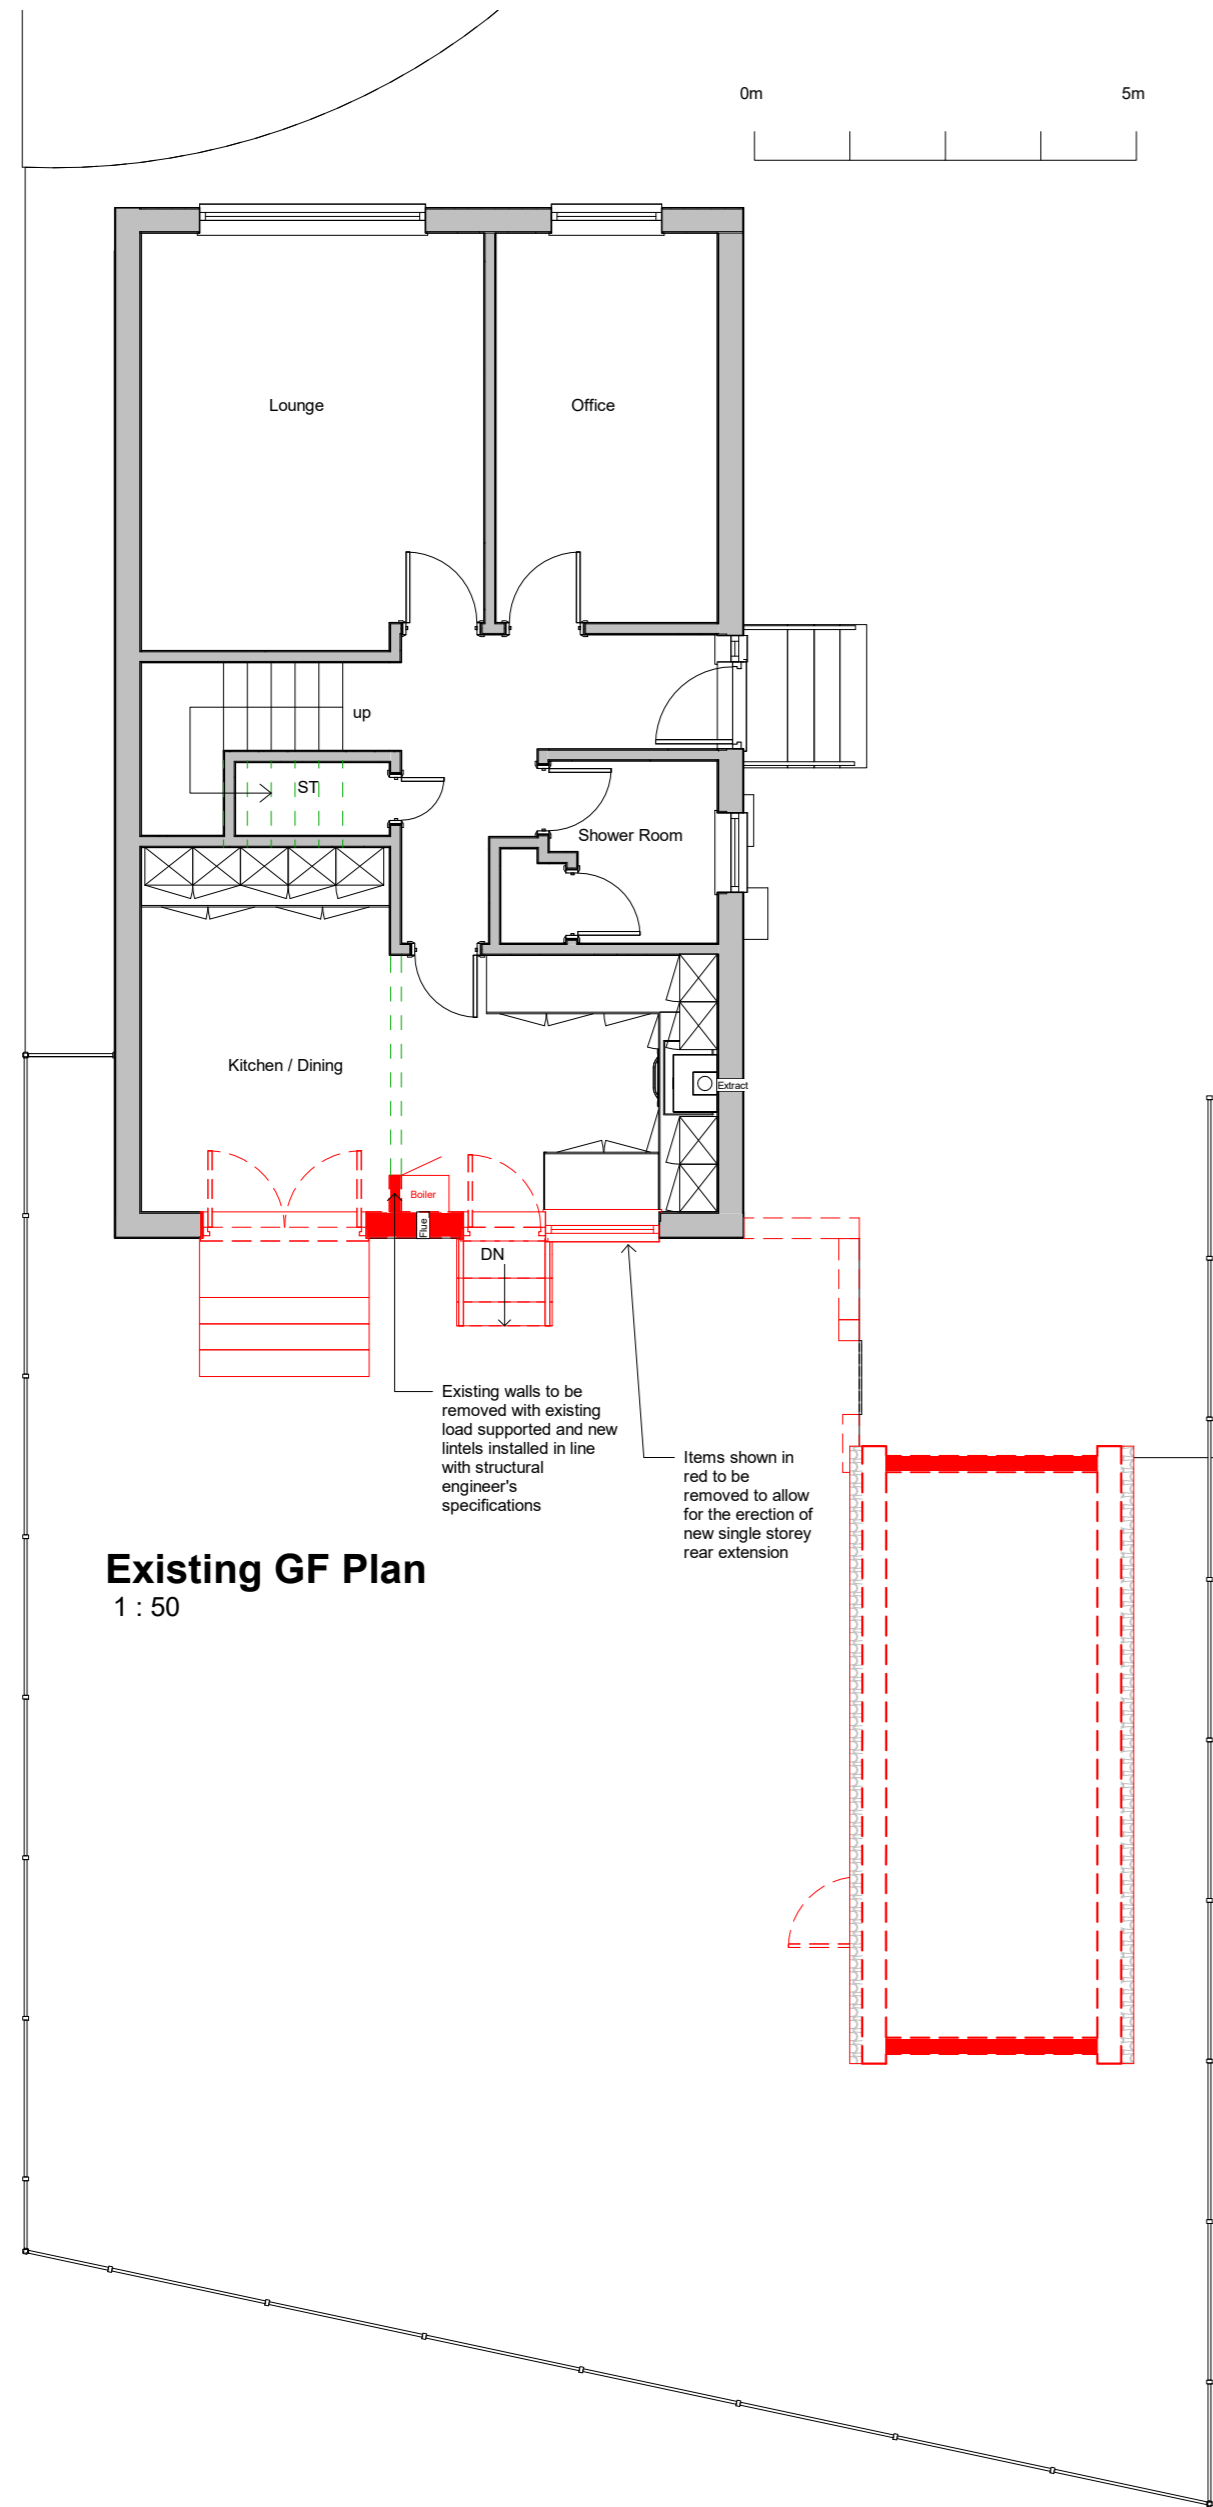 0m 5m
Lounge
Office
up
ST
Shower Room
Kitchen / Dining
Extract
Boiler
Flue
DN
Existing walls to be
removed with existing
load supported and new
lintels installed in line
with structural
engineer's
specifications
Items shown in
red to be
removed to allow
for the erection of
new single storey
rear extension
Existing GF Plan
1 : 50